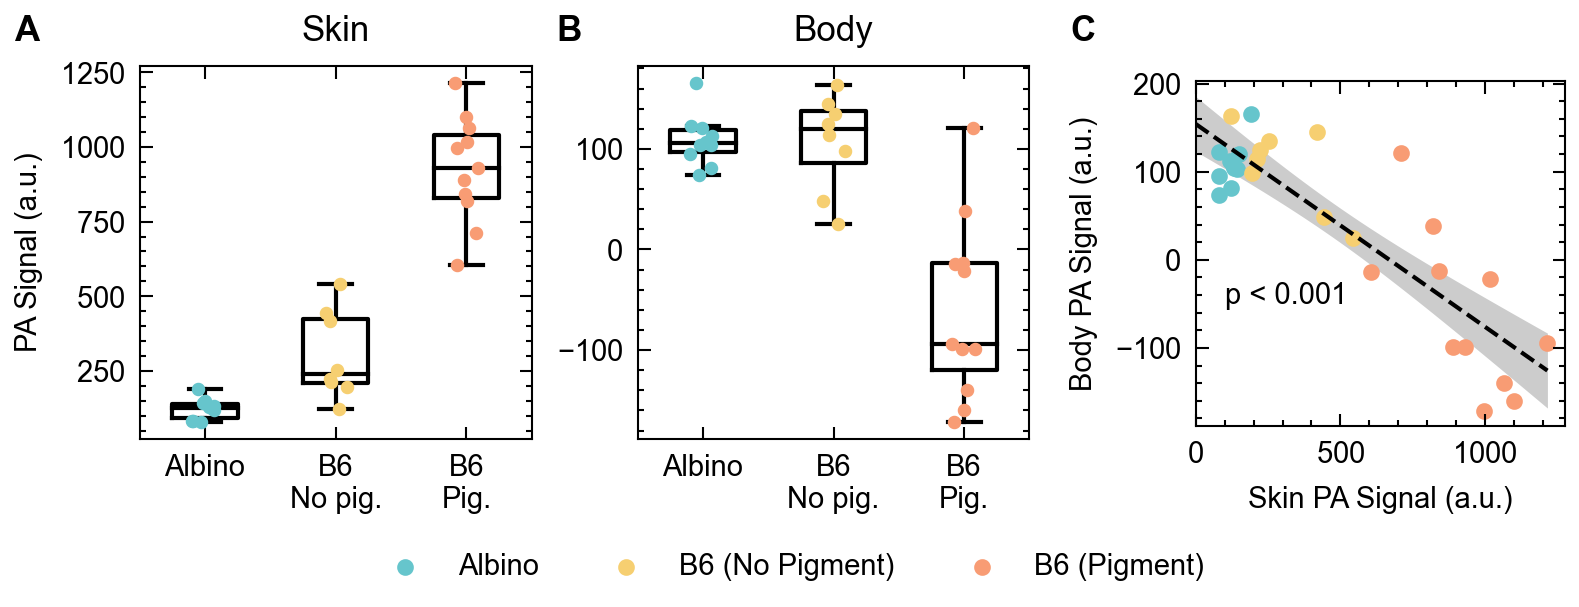 A
Skin
PA Signal (a.u.)
1250
1000
750
500
250
Albino
B6
No pig.
B6
Pig.
B
Body
100
0
−100
Albino
B6
No pig.
B6
Pig.
C
Body PA Signal (a.u.)
200
100
0
−100
p < 0.001
0
500
1000
Skin PA Signal (a.u.)
Albino
B6 (No Pigment)
B6 (Pigment)